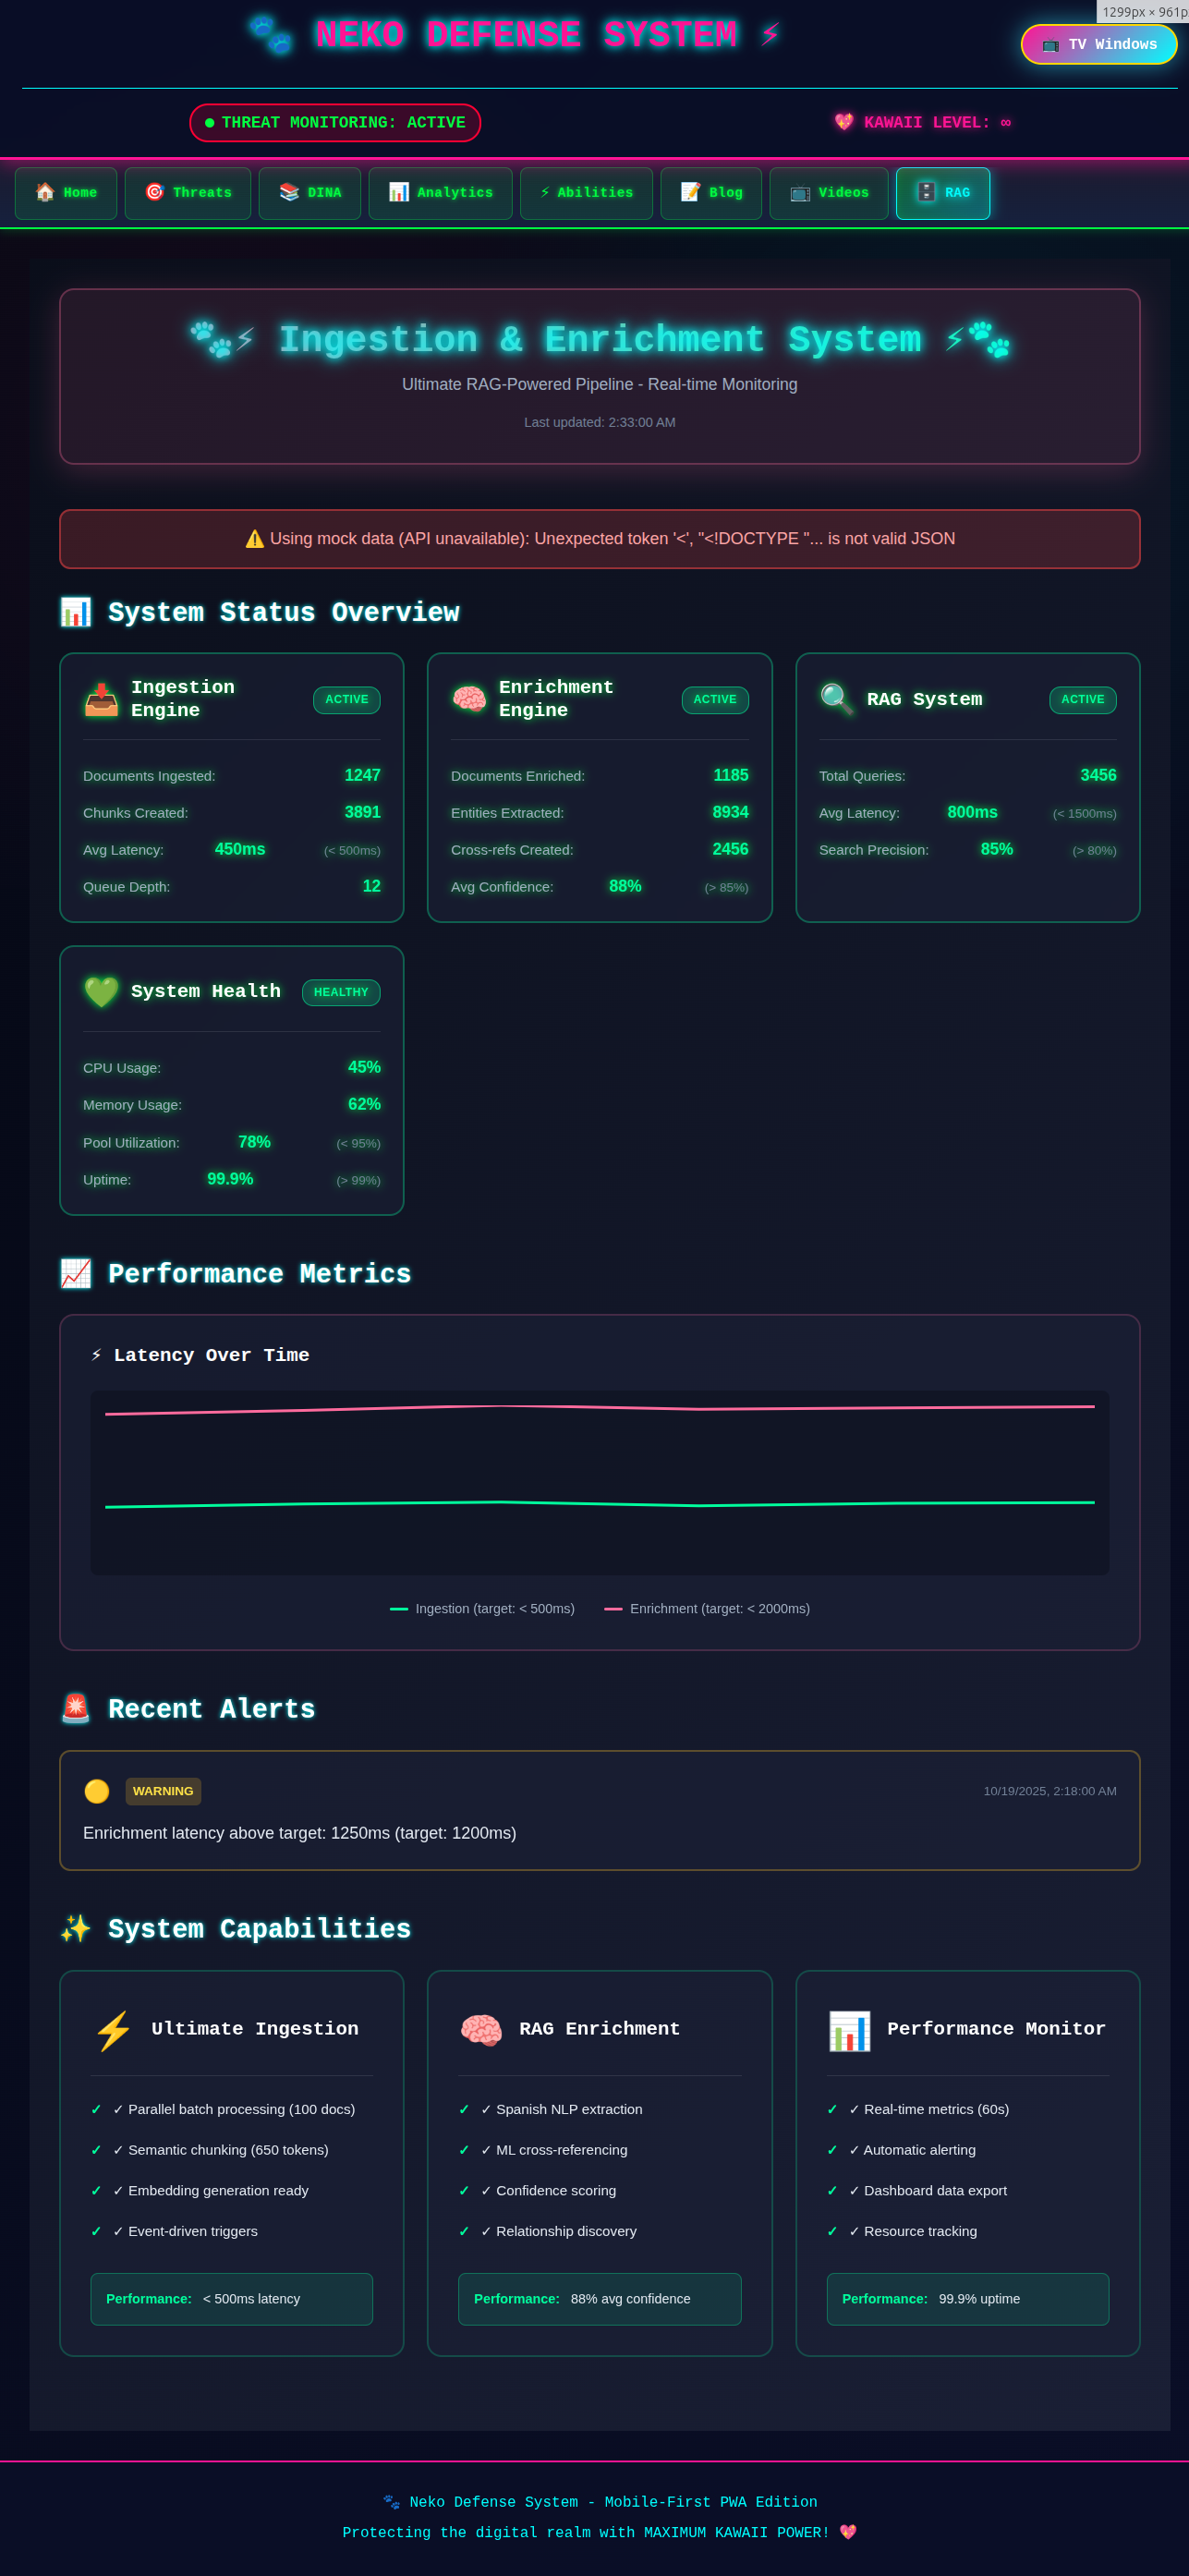 1299px × 961p
🐾 NEKO DEFENSE SYSTEM ⚡
📺 TV Windows
THREAT MONITORING: ACTIVE
💖 KAWAII LEVEL: ∞
🏠 Home
🎯 Threats
📚 DINA
📊 Analytics
⚡ Abilities
📝 Blog
📺 Videos
🗄️ RAG
🐾⚡ Ingestion & Enrichment System ⚡🐾
Ultimate RAG-Powered Pipeline - Real-time Monitoring
Last updated: 2:33:00 AM
⚠️ Using mock data (API unavailable): Unexpected token '<', "<!DOCTYPE "... is not valid JSON
📊 System Status Overview
📥 Ingestion
Engine
ACTIVE
Documents Ingested: 1247
Chunks Created: 3891
Avg Latency: 450ms (< 500ms)
Queue Depth: 12
🧠 Enrichment
Engine
ACTIVE
Documents Enriched: 1185
Entities Extracted: 8934
Cross-refs Created: 2456
Avg Confidence: 88% (> 85%)
🔍 RAG System
ACTIVE
Total Queries: 3456
Avg Latency: 800ms (< 1500ms)
Search Precision: 85% (> 80%)
💚 System Health
HEALTHY
CPU Usage: 45%
Memory Usage: 62%
Pool Utilization: 78% (< 95%)
Uptime: 99.9% (> 99%)
📈 Performance Metrics
⚡ Latency Over Time
Ingestion (target: < 500ms)
Enrichment (target: < 2000ms)
🚨 Recent Alerts
🟡 WARNING
10/19/2025, 2:18:00 AM
Enrichment latency above target: 1250ms (target: 1200ms)
✨ System Capabilities
⚡ Ultimate Ingestion
✓ ✓ Parallel batch processing (100 docs)
✓ ✓ Semantic chunking (650 tokens)
✓ ✓ Embedding generation ready
✓ ✓ Event-driven triggers
Performance: < 500ms latency
🧠 RAG Enrichment
✓ ✓ Spanish NLP extraction
✓ ✓ ML cross-referencing
✓ ✓ Confidence scoring
✓ ✓ Relationship discovery
Performance: 88% avg confidence
📊 Performance Monitor
✓ ✓ Real-time metrics (60s)
✓ ✓ Automatic alerting
✓ ✓ Dashboard data export
✓ ✓ Resource tracking
Performance: 99.9% uptime
🐾 Neko Defense System - Mobile-First PWA Edition
Protecting the digital realm with MAXIMUM KAWAII POWER! 💖